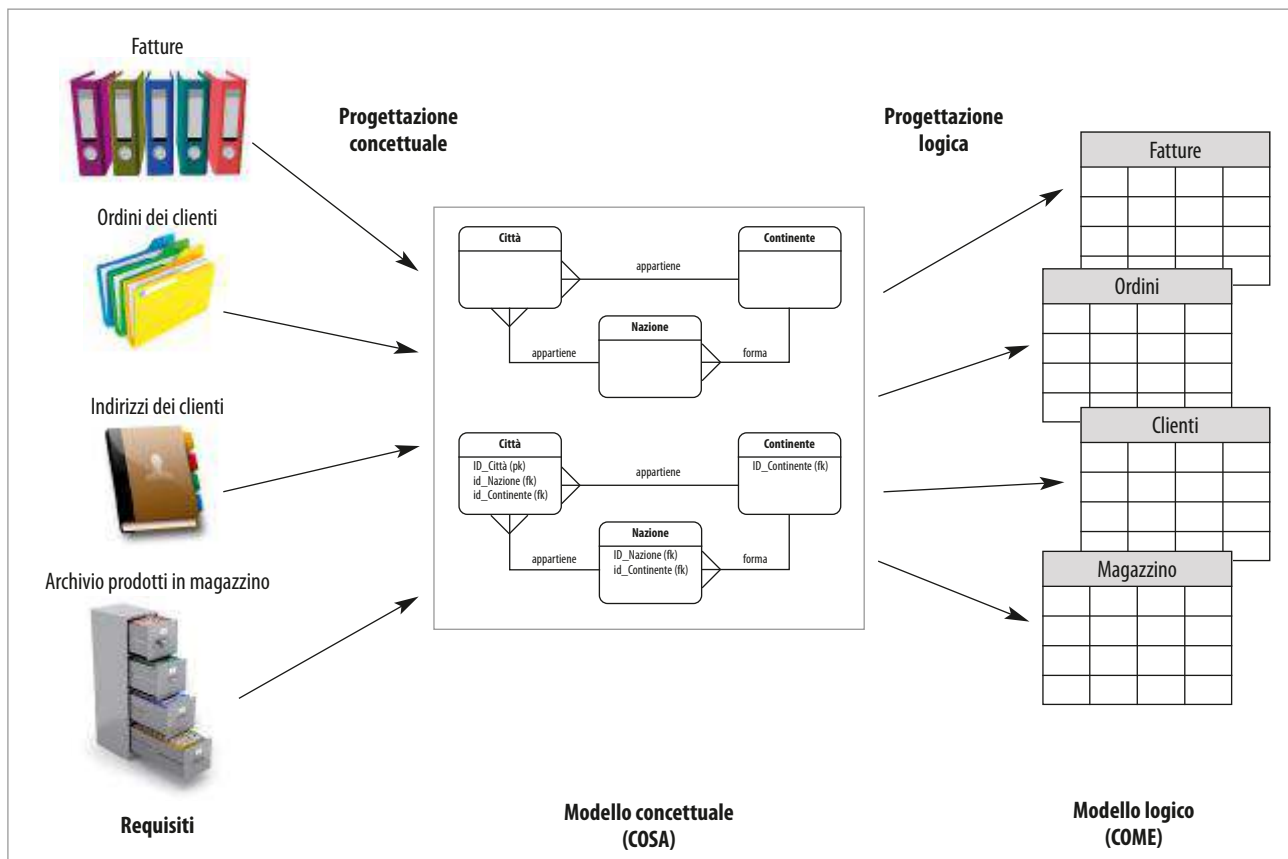 Fatture
Ordini dei clienti
Indirizzi dei clienti
Archivio prodotti in magazzino
Requisiti
Progettazione
concettuale
Città
Continente
appartiene
Nazione
appartiene
forma
Città
ID_Città (pk)
id_Nazione (fk)
id_Continente (fk)
Continente
ID_Continente (fk)
appartiene
Nazione
ID_Nazione (fk)
id_Continente (fk)
appartiene
forma
Modello concettuale
(COSA)
Progettazione
logica
Fatture
Ordini
Clienti
Magazzino
Modello logico
(COME)